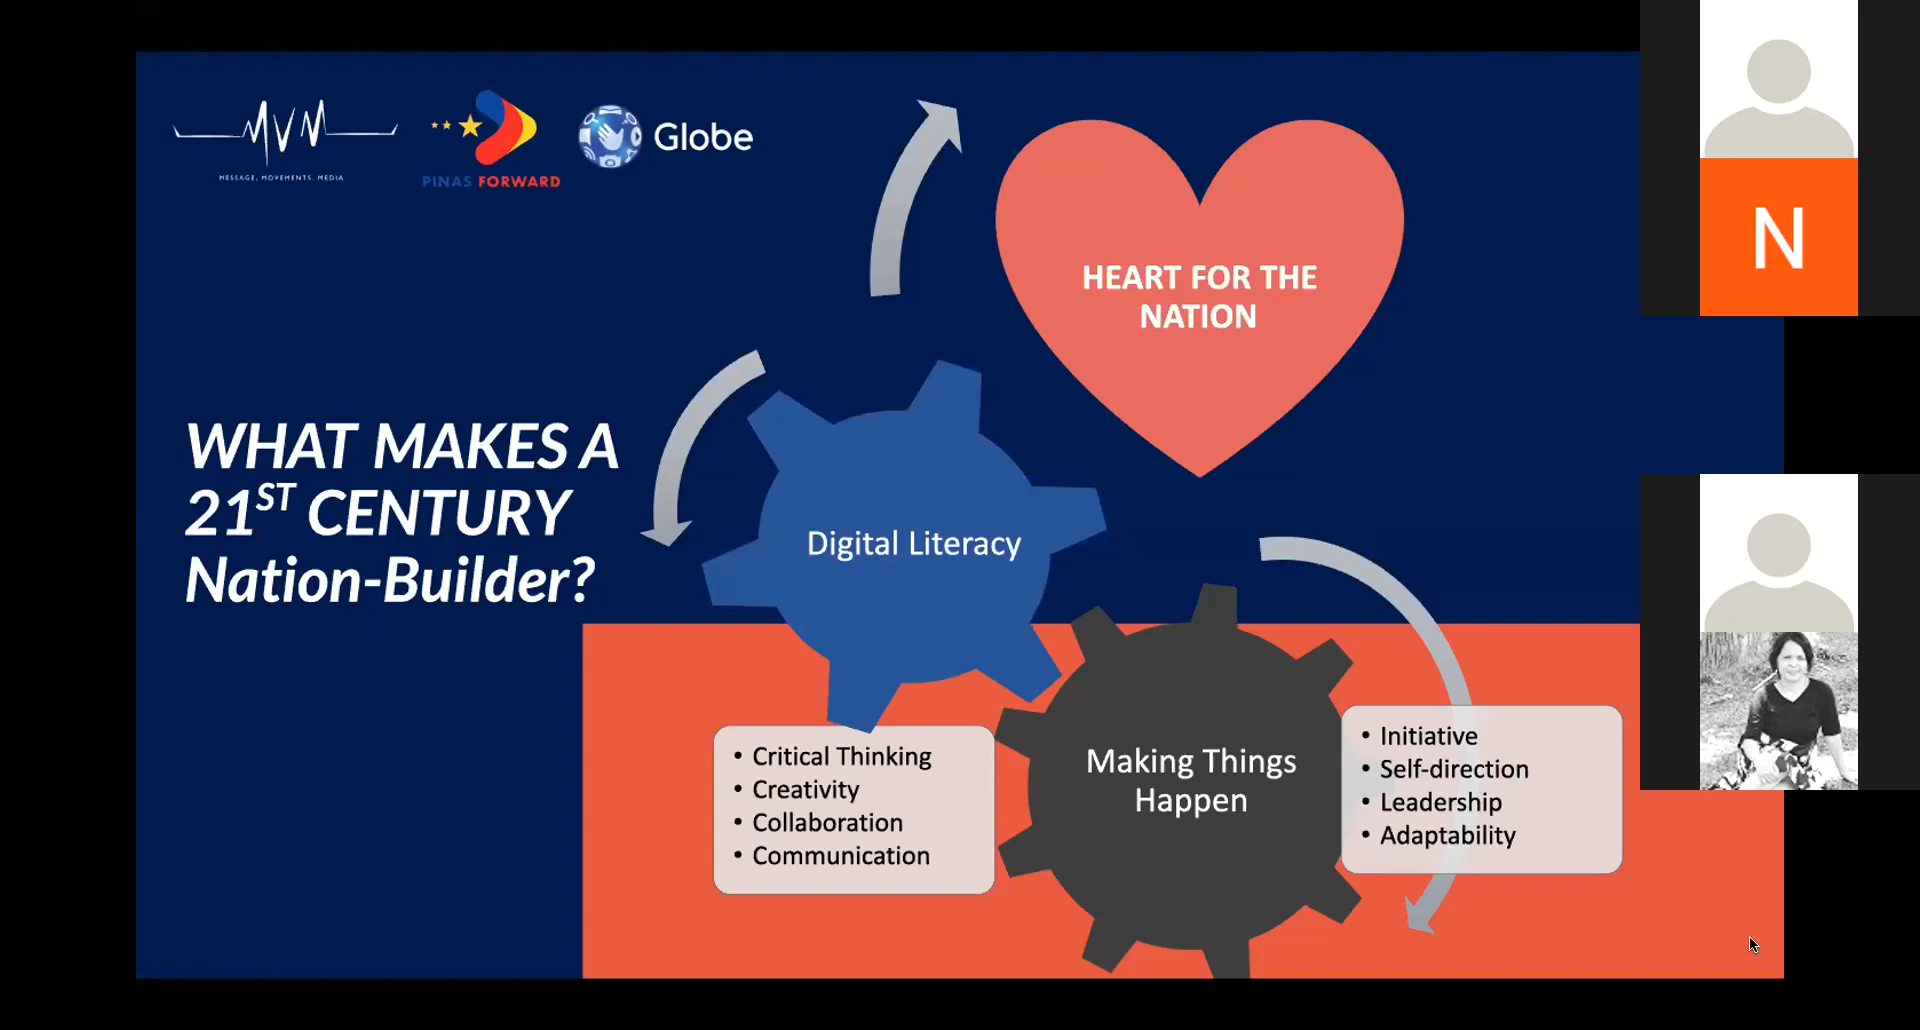 MVM
MESSAGE. MOVEMENTS. MEDIA
PINAS FORWARD
Globe
HEART FOR THE
NATION
WHAT MAKES A
21ST CENTURY
Nation-Builder?
Digital Literacy
Critical Thinking
Creativity
Collaboration
Communication
Making Things
Happen
Initiative
Self-direction
Leadership
Adaptability
N